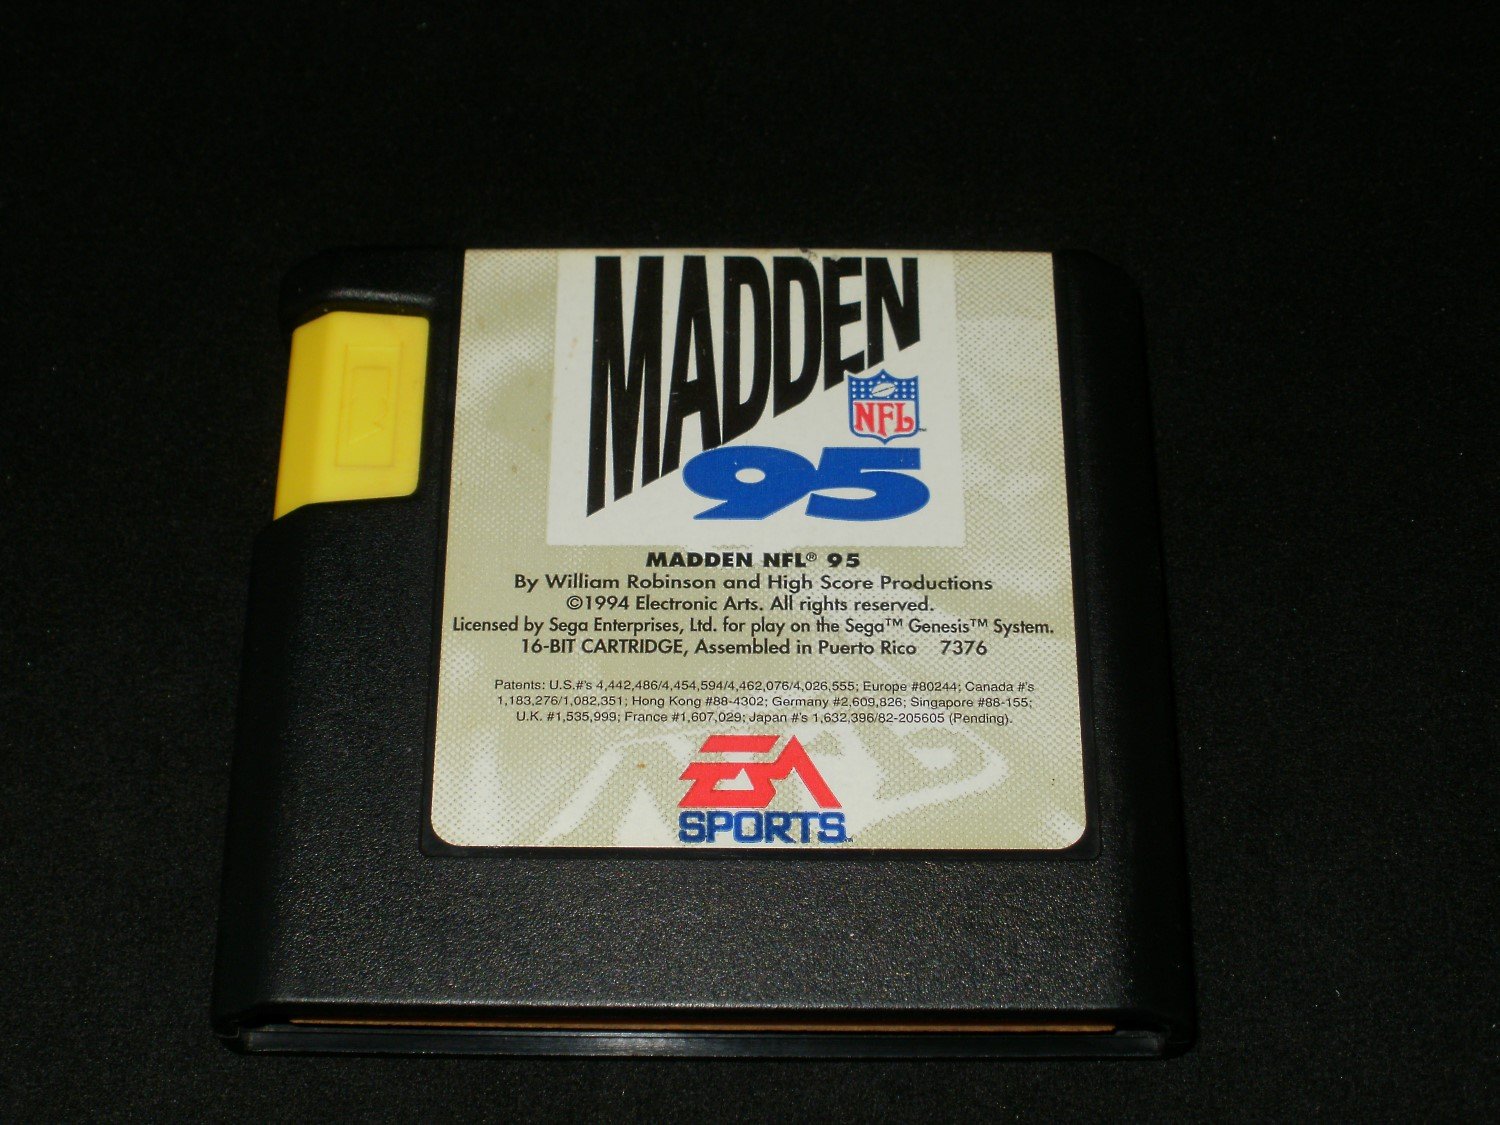 MADDEN
NFL
95
MADDEN NFL® 95
By William Robinson and High Score Productions
©1994 Electronic Arts. All rights reserved.
Licensed by Sega Enterprises, Ltd. for play on the Sega™ Genesis™ System.
16-BIT CARTRIDGE, Assembled in Puerto Rico 7376
Patents: U.S.#'s 4,442,486/4,454,594/4,462,076/4,026,555; Europe #80244; Canada #'s
1,183,276/1,082,351; Hong Kong #88-4302; Germany #2,609,826; Singapore #88-155;
U.K. #1,535,999; France #1,607,029; Japan #'s 1,632,396/82-205605 (Pending).
EA
SPORTS™